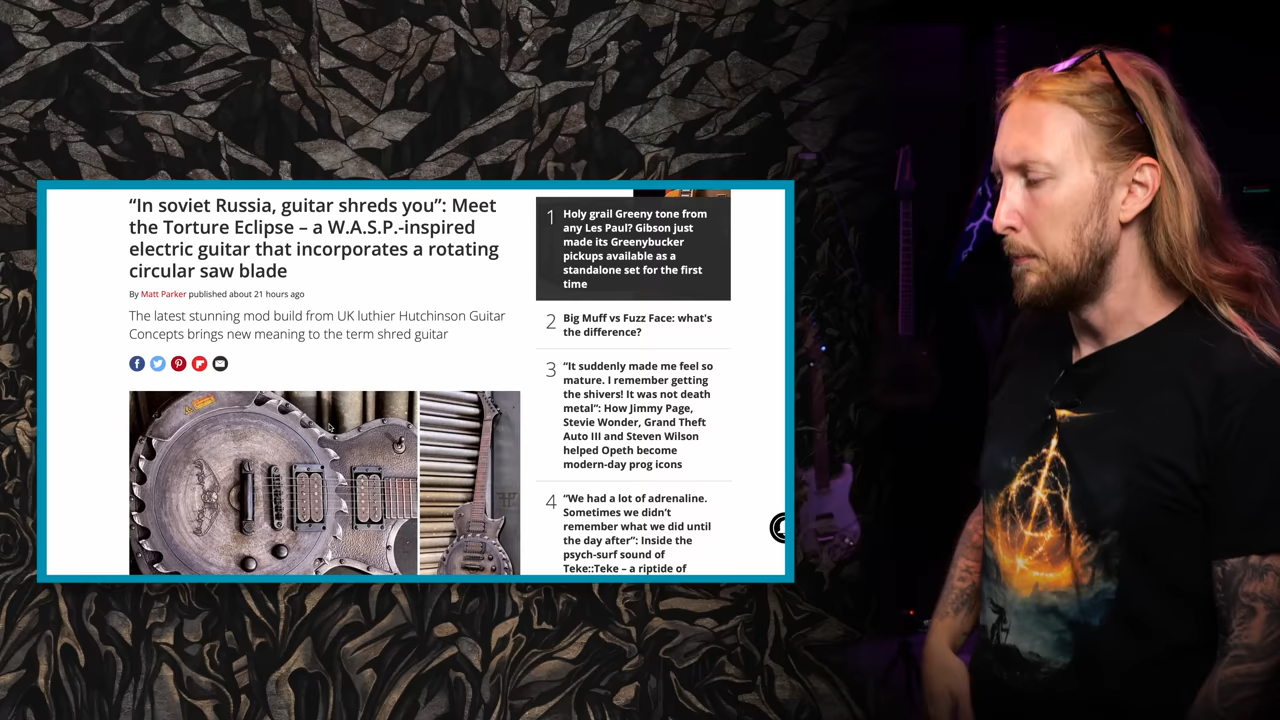 “In soviet Russia, guitar shreds you”: Meet
the Torture Eclipse – a W.A.S.P.-inspired
electric guitar that incorporates a rotating
circular saw blade
By Matt Parker published about 21 hours ago
The latest stunning mod build from UK luthier Hutchinson Guitar
Concepts brings new meaning to the term shred guitar
1
Holy grail Greeny tone from
any Les Paul? Gibson just
made its Greenybucker
pickups available as a
standalone set for the first
time
2
Big Muff vs Fuzz Face: what's
the difference?
3
“It suddenly made me feel so
mature. I remember getting
the shivers! It was not death
metal”: How Jimmy Page,
Stevie Wonder, Grand Theft
Auto III and Steven Wilson
helped Opeth become
modern-day prog icons
4
“We had a lot of adrenaline.
Sometimes we didn’t
remember what we did until
the day after”: Inside the
psych-surf sound of
Teke::Teke – a riptide of